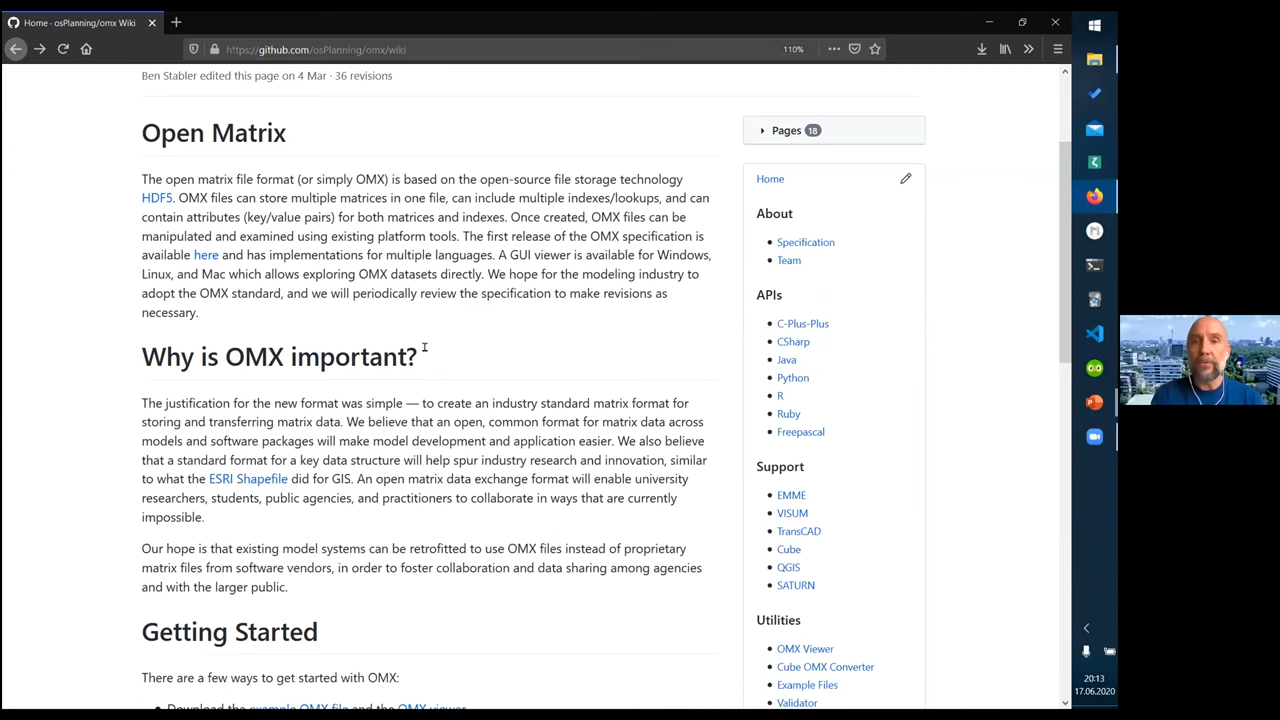 Home · osPlanning/omx Wiki
https://github.com/osPlanning/omx/wiki
110%
Ben Stabler edited this page on 4 Mar · 36 revisions
Open Matrix
The open matrix file format (or simply OMX) is based on the open-source file storage technology
HDF5. OMX files can store multiple matrices in one file, can include multiple indexes/lookups, and can
contain attributes (key/value pairs) for both matrices and indexes. Once created, OMX files can be
manipulated and examined using existing platform tools. The first release of the OMX specification is
available here and has implementations for multiple languages. A GUI viewer is available for Windows,
Linux, and Mac which allows exploring OMX datasets directly. We hope for the modeling industry to
adopt the OMX standard, and we will periodically review the specification to make revisions as
necessary.
Why is OMX important?
The justification for the new format was simple — to create an industry standard matrix format for
storing and transferring matrix data. We believe that an open, common format for matrix data across
models and software packages will make model development and application easier. We also believe
that a standard format for a key data structure will help spur industry research and innovation, similar
to what the ESRI Shapefile did for GIS. An open matrix data exchange format will enable university
researchers, students, public agencies, and practitioners to collaborate in ways that are currently
impossible.
Our hope is that existing model systems can be retrofitted to use OMX files instead of proprietary
matrix files from software vendors, in order to foster collaboration and data sharing among agencies
and with the larger public.
Getting Started
There are a few ways to get started with OMX:
Download the example OMX file and the OMX viewer
Pages 18
Home
About
Specification
Team
APIs
C-Plus-Plus
CSharp
Java
Python
R
Ruby
Freepascal
Support
EMME
VISUM
TransCAD
Cube
QGIS
SATURN
Utilities
OMX Viewer
Cube OMX Converter
Example Files
Validator
20:13
17.06.2020